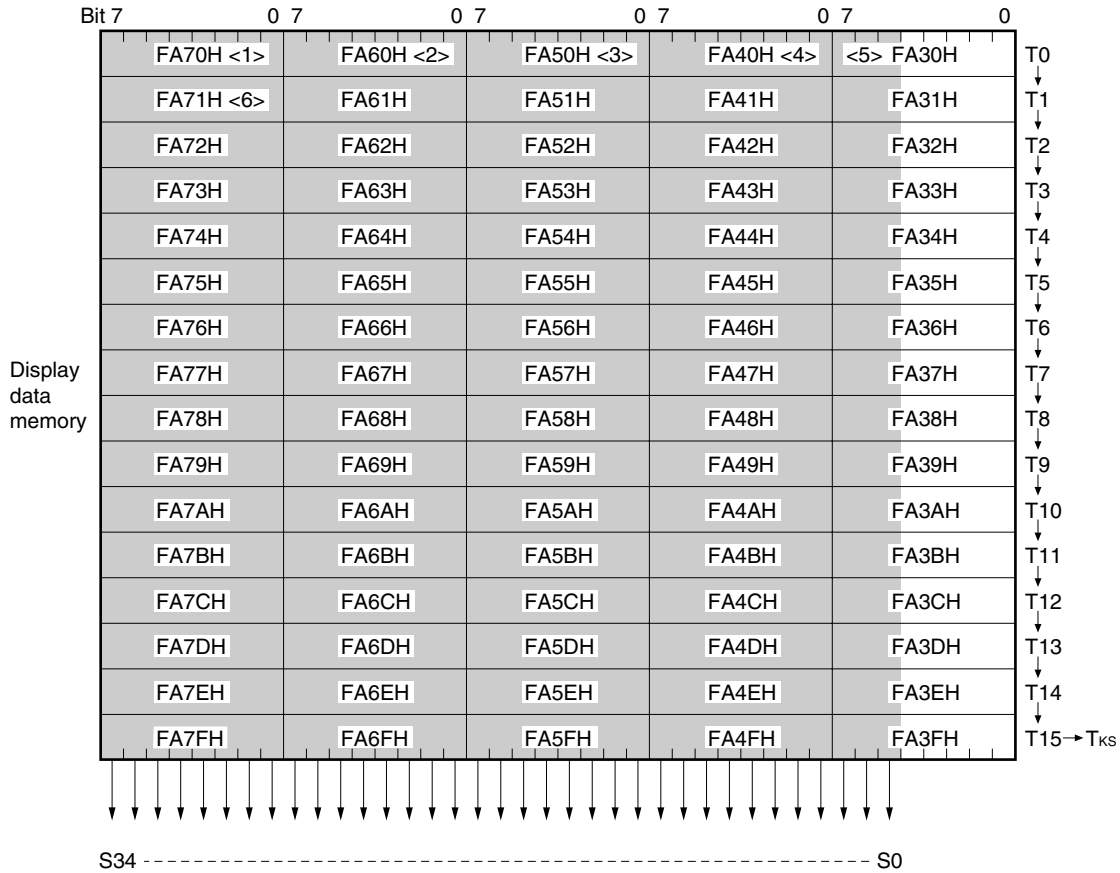 Bit 7 0 7 0 7 0 7 0 7 0
FA70H <1> FA60H <2> FA50H <3> FA40H <4> <5> FA30H T0
FA71H <6> FA61H FA51H FA41H FA31H T1
FA72H FA62H FA52H FA42H FA32H T2
FA73H FA63H FA53H FA43H FA33H T3
FA74H FA64H FA54H FA44H FA34H T4
FA75H FA65H FA55H FA45H FA35H T5
FA76H FA66H FA56H FA46H FA36H T6
FA77H FA67H FA57H FA47H FA37H T7
Display
data
memory
FA78H FA68H FA58H FA48H FA38H T8
FA79H FA69H FA59H FA49H FA39H T9
FA7AH FA6AH FA5AH FA4AH FA3AH T10
FA7BH FA6BH FA5BH FA4BH FA3BH T11
FA7CH FA6CH FA5CH FA4CH FA3CH T12
FA7DH FA6DH FA5DH FA4DH FA3DH T13
FA7EH FA6EH FA5EH FA4EH FA3EH T14
FA7FH FA6FH FA5FH FA4FH FA3FH T15 → TKS
S34 S0